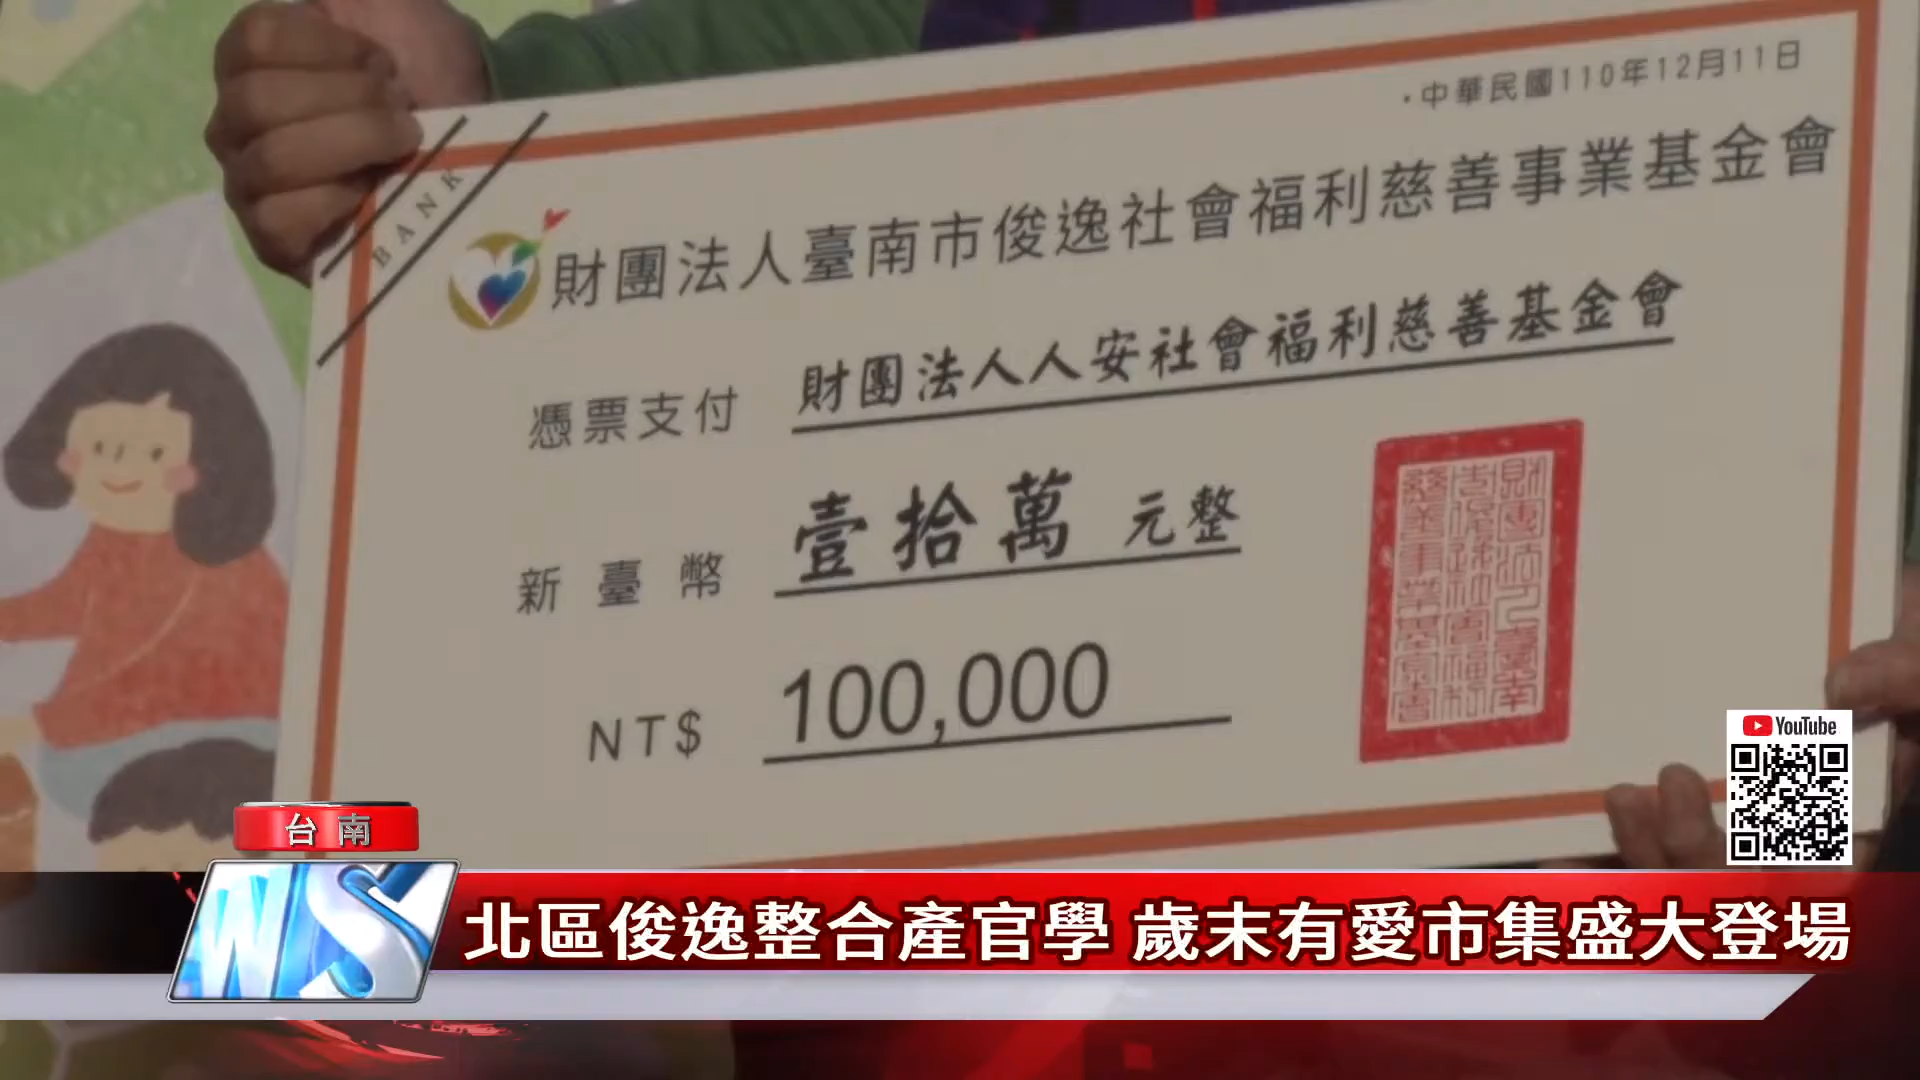 ·中華民國110年12月11日
BANK
財團法人臺南市俊逸社會福利慈善事業基金會
憑票支付 財團法人人安社會福利慈善基金會
新臺幣 壹拾萬 元整
NT$ 100,000
YouTube
台南
WS
北區俊逸整合產官學 歲末有愛市集盛大登場